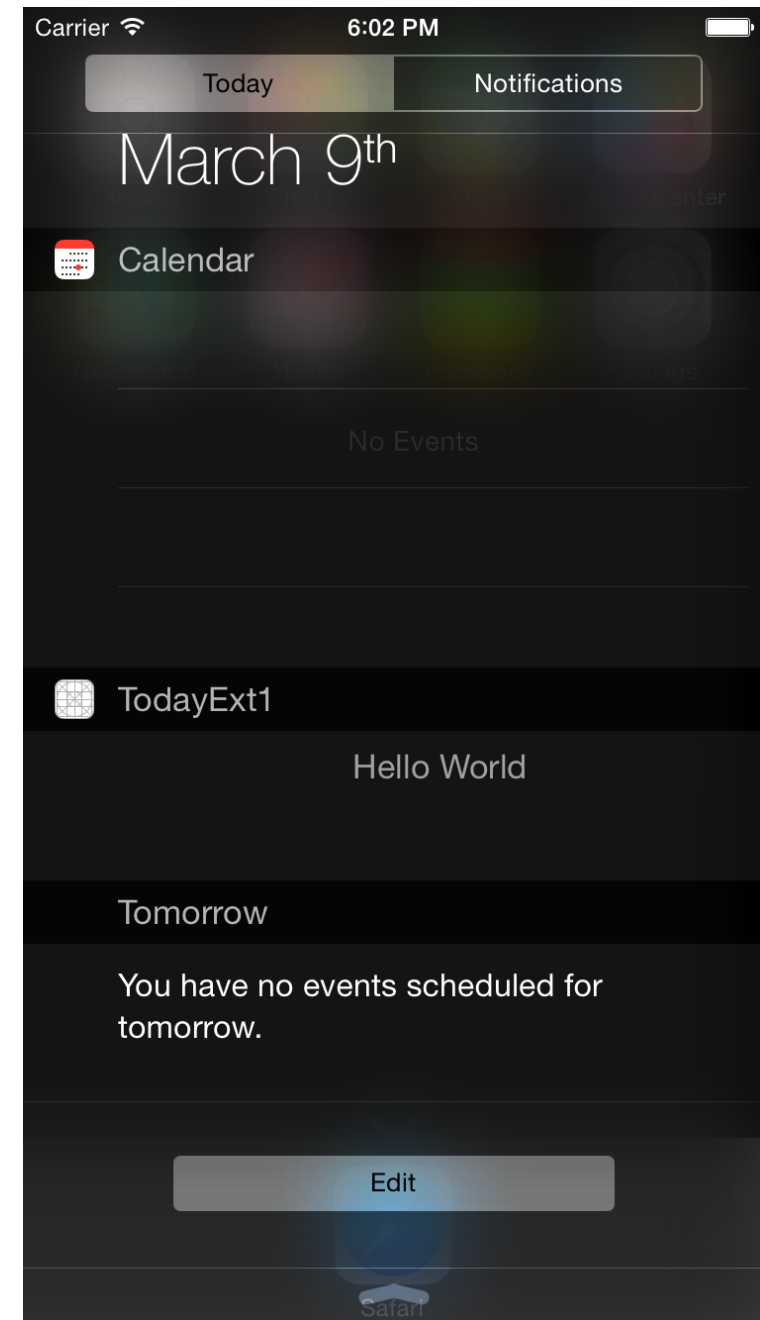 Carrier 6:02 PM
Today Notifications
March 9th
Calendar
No Events
TodayExt1
Hello World
Tomorrow
You have no events scheduled for
tomorrow.
Edit
Safari